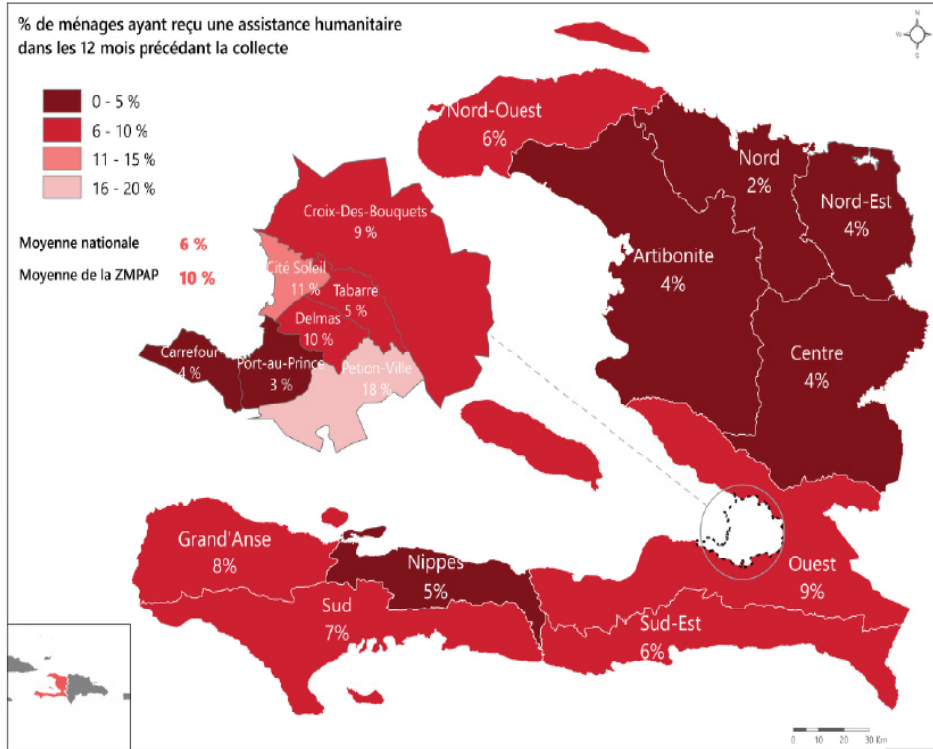 % de ménages ayant reçu une assistance humanitaire
dans les 12 mois précédant la collecte
0 - 5 %
6 - 10 %
11 - 15 %
16 - 20 %
Moyenne nationale 6 %
Moyenne de la ZMPAP 10 %
N
W
S
Nord-Ouest
6%
Nord
2%
Nord-Est
4%
Artibonite
4%
Centre
4%
Croix-Des-Bouquets
9 %
Cité Soleil
11 %
Tabarre
5 %
Delmas
10 %
Carrefour
4 %
Port-au-Prince
3 %
Petion-Ville
18 %
Grand'Anse
8%
Nippes
5%
Ouest
9%
Sud
7%
Sud-Est
6%
0 10 20 30 Km